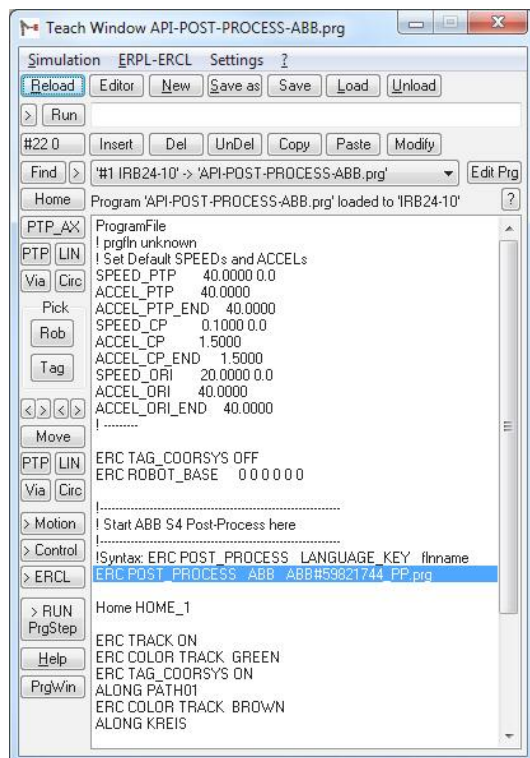 Teach Window API-POST-PROCESS-ABB.prg
Simulation ERPL-ERCL Settings ?
Reload Editor New Save as Save Load Unload
> Run
#22 0 Insert Del UnDel Copy Paste Modify
Find > '#1 IRB24-10' -> 'API-POST-PROCESS-ABB.prg' Edit Prg
Home Program 'API-POST-PROCESS-ABB.prg' loaded to 'IRB24-10' ?
PTP_AX
PTP LIN
Via Circ
Pick
Rob
Tag
< > < >
Move
PTP LIN
Via Circ
> Motion
> Control
> ERCL
> RUN
PrgStep
Help
PrgWin
ProgramFile
! prgfln unknown
! Set Default SPEEDs and ACCELs
SPEED_PTP 40.0000 0.0
ACCEL_PTP 40.0000
ACCEL_PTP_END 40.0000
SPEED_CP 0.1000 0.0
ACCEL_CP 1.5000
ACCEL_CP_END 1.5000
SPEED_ORI 20.0000 0.0
ACCEL_ORI 40.0000
ACCEL_ORI_END 40.0000
! ---------
ERC TAG_COORSYS OFF
ERC ROBOT_BASE 0 0 0 0 0 0
!------------------------------------------------------
! Start ABB S4 Post-Process here
!------------------------------------------------------
!Syntax: ERC POST_PROCESS LANGUAGE_KEY flnname
ERC POST_PROCESS ABB ABB#59821744_PP.prg
Home HOME_1
ERC TRACK ON
ERC COLOR TRACK GREEN
ERC TAG_COORSYS ON
ALONG PATH01
ERC COLOR TRACK BROWN
ALONG KREIS